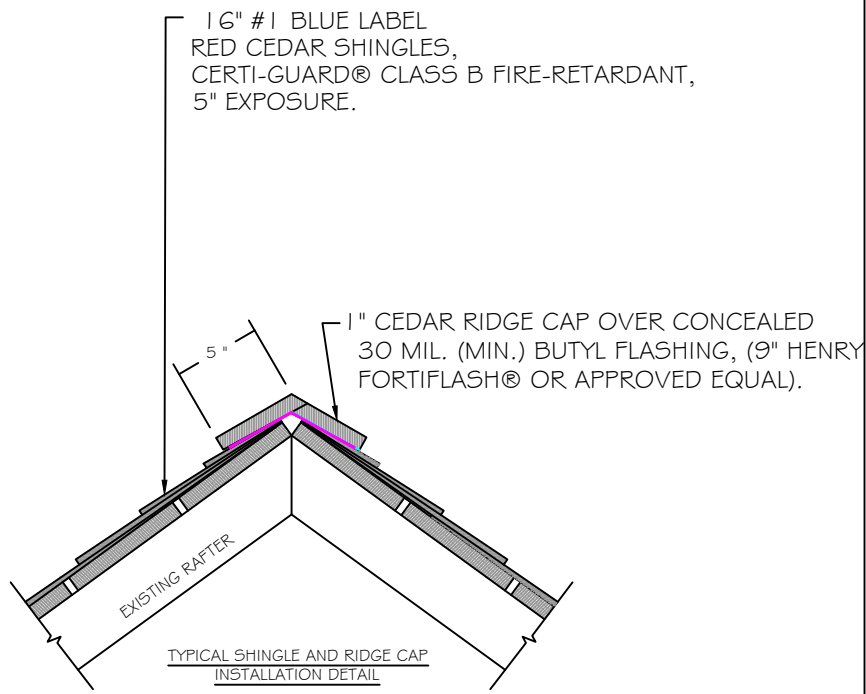 16" #1 BLUE LABEL
RED CEDAR SHINGLES,
CERTI-GUARD® CLASS B FIRE-RETARDANT,
5" EXPOSURE.
1" CEDAR RIDGE CAP OVER CONCEALED
30 MIL. (MIN.) BUTYL FLASHING, (9" HENRY
FORTIFLASH® OR APPROVED EQUAL).
5"
EXISTING RAFTER
TYPICAL SHINGLE AND RIDGE CAP
INSTALLATION DETAIL